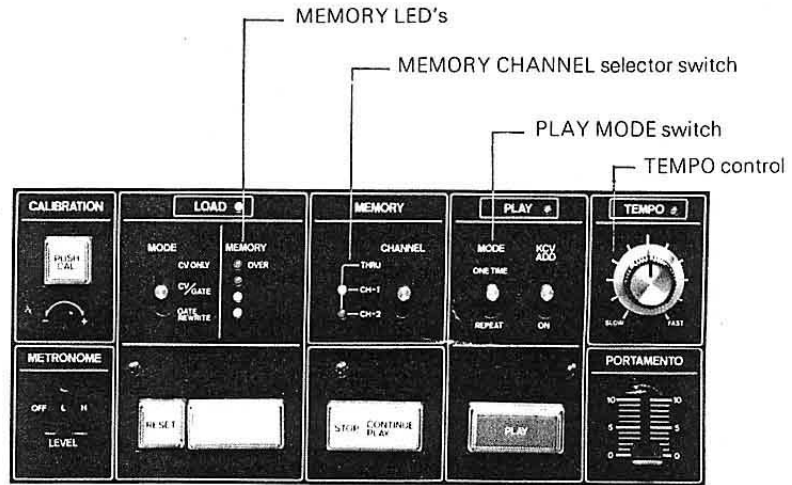 MEMORY LED's
MEMORY CHANNEL selector switch
PLAY MODE switch
TEMPO control
CALIBRATION
PUSH
CAL
- +
LOAD
MODE
CV ONLY
CV/GATE
GATE
REWRITE
MEMORY
OVER
MEMORY
CHANNEL
THRU
CH-1
CH-2
PLAY
MODE
ONE TIME
REPEAT
KCV
ADD
ON
TEMPO
SLOW FAST
METRONOME
OFF L H
LEVEL
RESET
STOP CONTINUE
PLAY
PLAY
PORTAMENTO
10 10
5 5
0 0